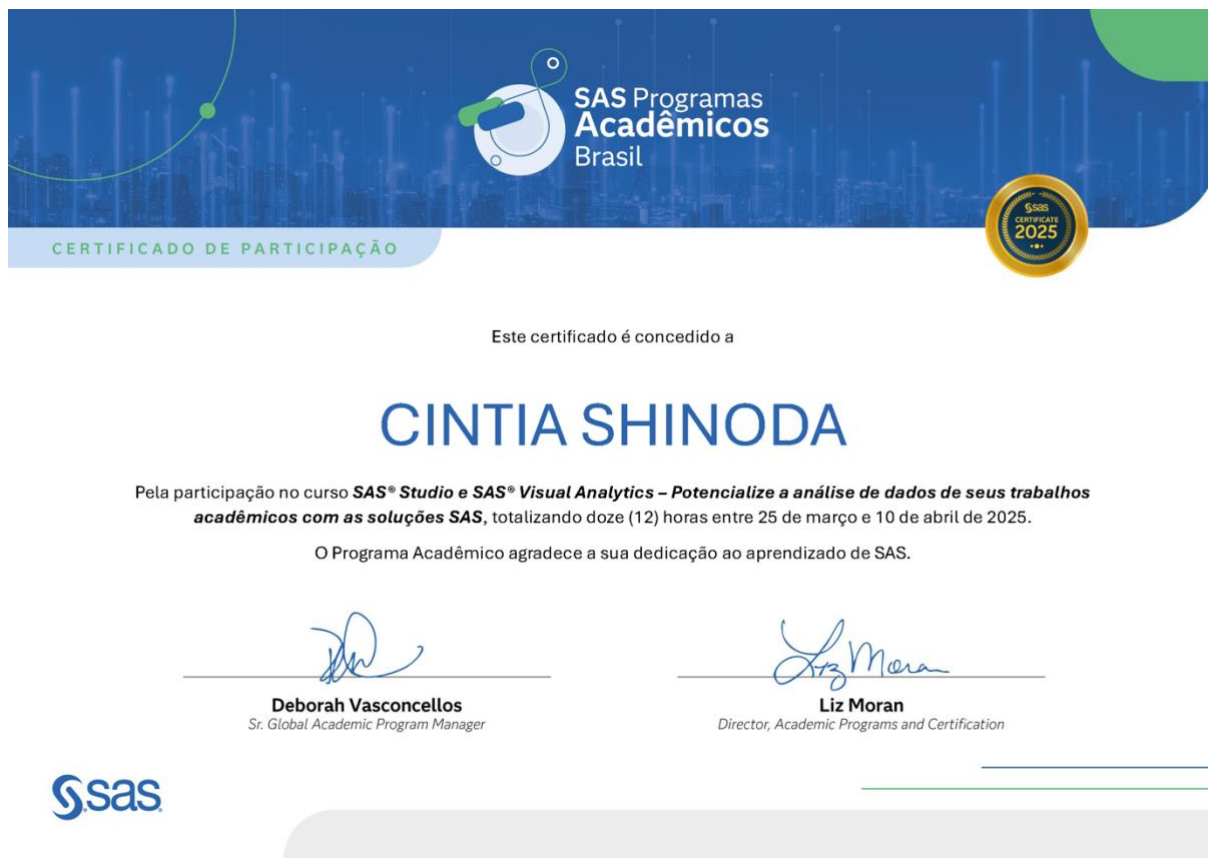 SAS Programas
Acadêmicos
Brasil
Ssas
CERTIFICATE
2025
CERTIFICADO DE PARTICIPAÇÃO
Este certificado é concedido a
CINTIA SHINODA
Pela participação no curso SAS® Studio e SAS® Visual Analytics – Potencialize a análise de dados de seus trabalhos
acadêmicos com as soluções SAS, totalizando doze (12) horas entre 25 de março e 10 de abril de 2025.
O Programa Acadêmico agradece a sua dedicação ao aprendizado de SAS.
Liz Moran
Deborah Vasconcellos
Sr. Global Academic Program Manager
Liz Moran
Director, Academic Programs and Certification
sas